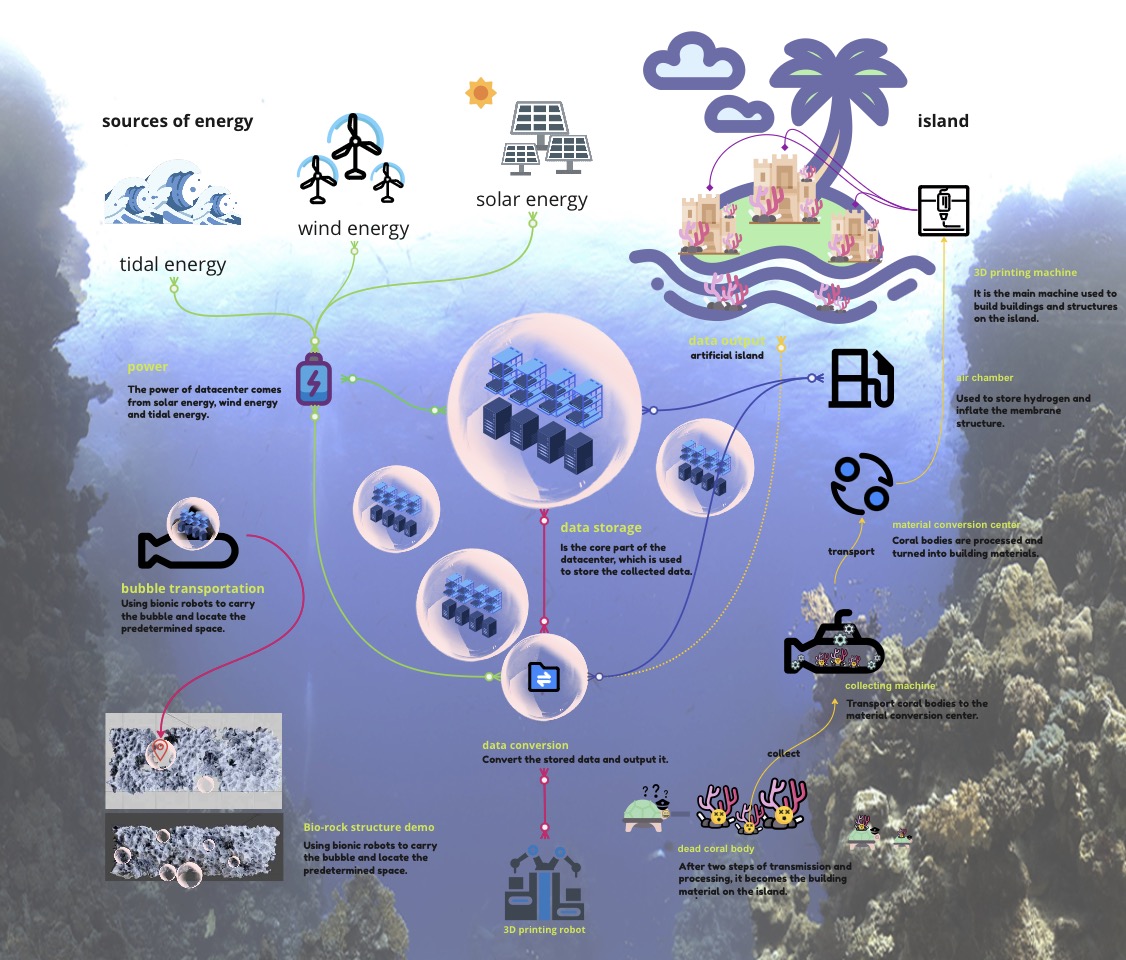 sources of energy
island
solar energy
wind energy
tidal energy
3D printing machine
It is the main machine used to
build buildings and structures
on the island.
data output
artificial island
power
The power of datacenter comes
from solar energy, wind energy
and tidal energy.
air chamber
Used to store hydrogen and
inflate the membrane
structure.
data storage
Is the core part of the
datacenter, which is used
to store the collected data.
material conversion center
Coral bodies are processed and
turned into building materials.
transport
bubble transportation
Using bionic robots to carry
the bubble and locate the
predetermined space.
collecting machine
Transport coral bodies to the
material conversion center.
data conversion
Convert the stored data and output it.
collect
???
Bio-rock structure demo
Using bionic robots to carry
the bubble and locate the
predetermined space.
dead coral body
After two steps of transmission and
processing, it becomes the building
material on the island.
3D printing robot